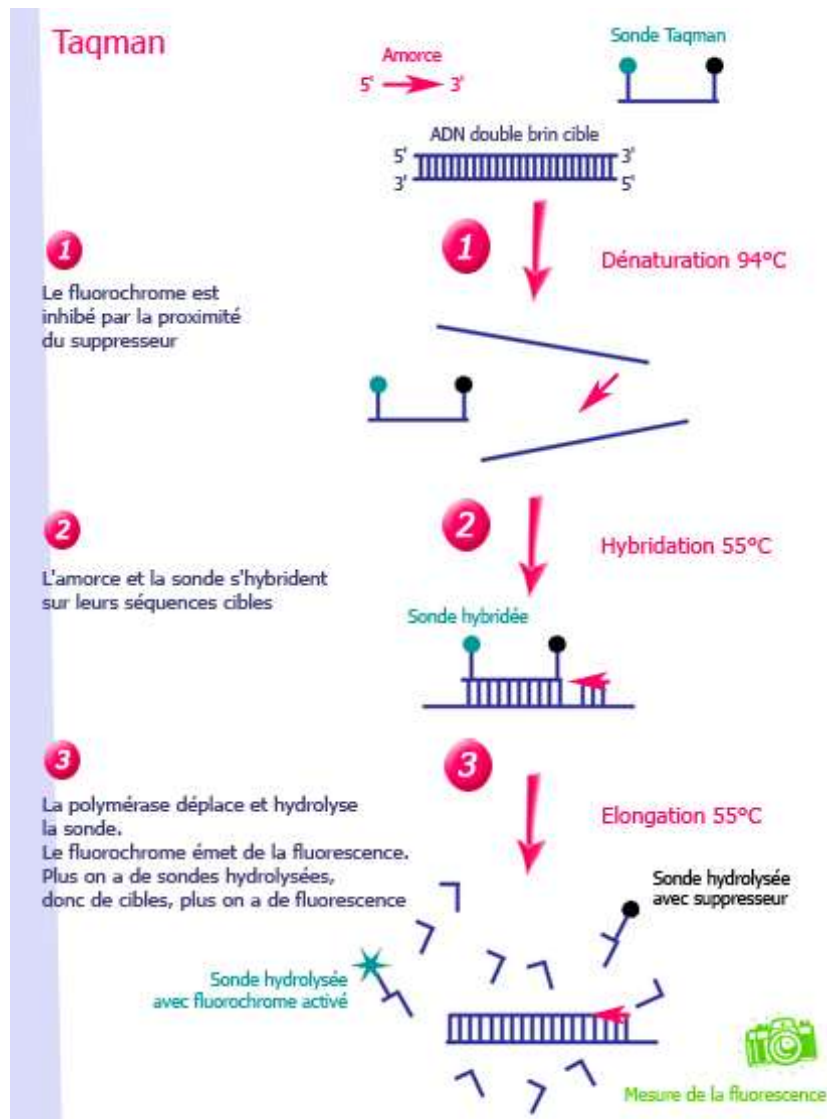 Taqman
Sonde Taqman
Amorce
5' 3'
ADN double brin cible
5' 3'
3' 5'
1
Le fluorochrome est
inhibé par la proximité
du suppresseur
1
Dénaturation 94°C
2
L'amorce et la sonde s'hybrident
sur leurs séquences cibles
2
Hybridation 55°C
Sonde hybridée
3
La polymérase déplace et hydrolyse
la sonde.
Le fluorochrome émet de la fluorescence.
Plus on a de sondes hydrolysées,
donc de cibles, plus on a de fluorescence
3
Elongation 55°C
Sonde hydrolysée
avec suppresseur
Sonde hydrolysée
avec fluorochrome activé
Mesure de la fluorescence